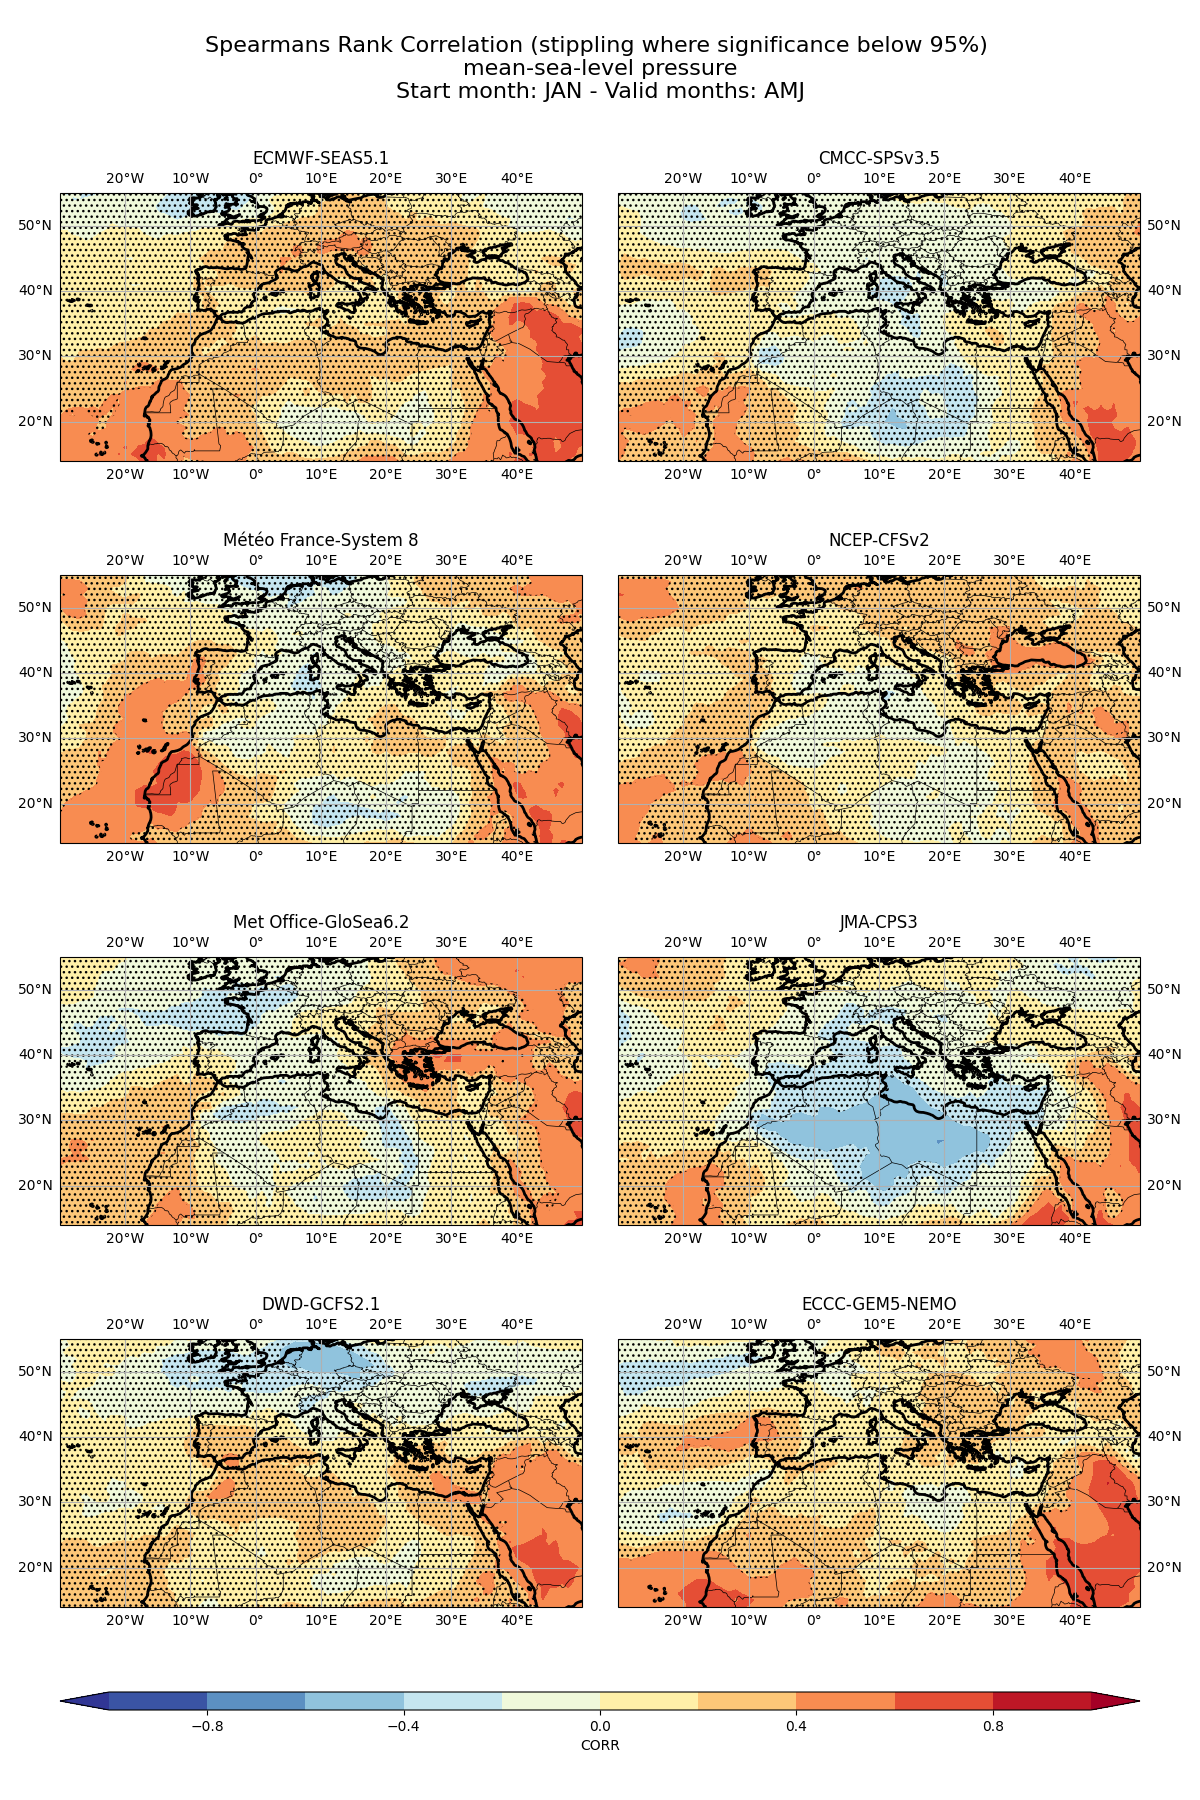 Spearmans Rank Correlation (stippling where significance below 95%)
mean-sea-level pressure
Start month: JAN - Valid months: AMJ
ECMWF-SEAS5.1
20°W 10°W 0° 10°E 20°E 30°E 40°E
50°N
40°N
30°N
20°N
20°W 10°W 0° 10°E 20°E 30°E 40°E
CMCC-SPSv3.5
20°W 10°W 0° 10°E 20°E 30°E 40°E
50°N
40°N
30°N
20°N
20°W 10°W 0° 10°E 20°E 30°E 40°E
Météo France-System 8
20°W 10°W 0° 10°E 20°E 30°E 40°E
50°N
40°N
30°N
20°N
20°W 10°W 0° 10°E 20°E 30°E 40°E
NCEP-CFSv2
20°W 10°W 0° 10°E 20°E 30°E 40°E
50°N
40°N
30°N
20°N
20°W 10°W 0° 10°E 20°E 30°E 40°E
Met Office-GloSea6.2
20°W 10°W 0° 10°E 20°E 30°E 40°E
50°N
40°N
30°N
20°N
20°W 10°W 0° 10°E 20°E 30°E 40°E
JMA-CPS3
20°W 10°W 0° 10°E 20°E 30°E 40°E
50°N
40°N
30°N
20°N
20°W 10°W 0° 10°E 20°E 30°E 40°E
DWD-GCFS2.1
20°W 10°W 0° 10°E 20°E 30°E 40°E
50°N
40°N
30°N
20°N
20°W 10°W 0° 10°E 20°E 30°E 40°E
ECCC-GEM5-NEMO
20°W 10°W 0° 10°E 20°E 30°E 40°E
50°N
40°N
30°N
20°N
20°W 10°W 0° 10°E 20°E 30°E 40°E
−0.8 −0.4 0.0 0.4 0.8
CORR